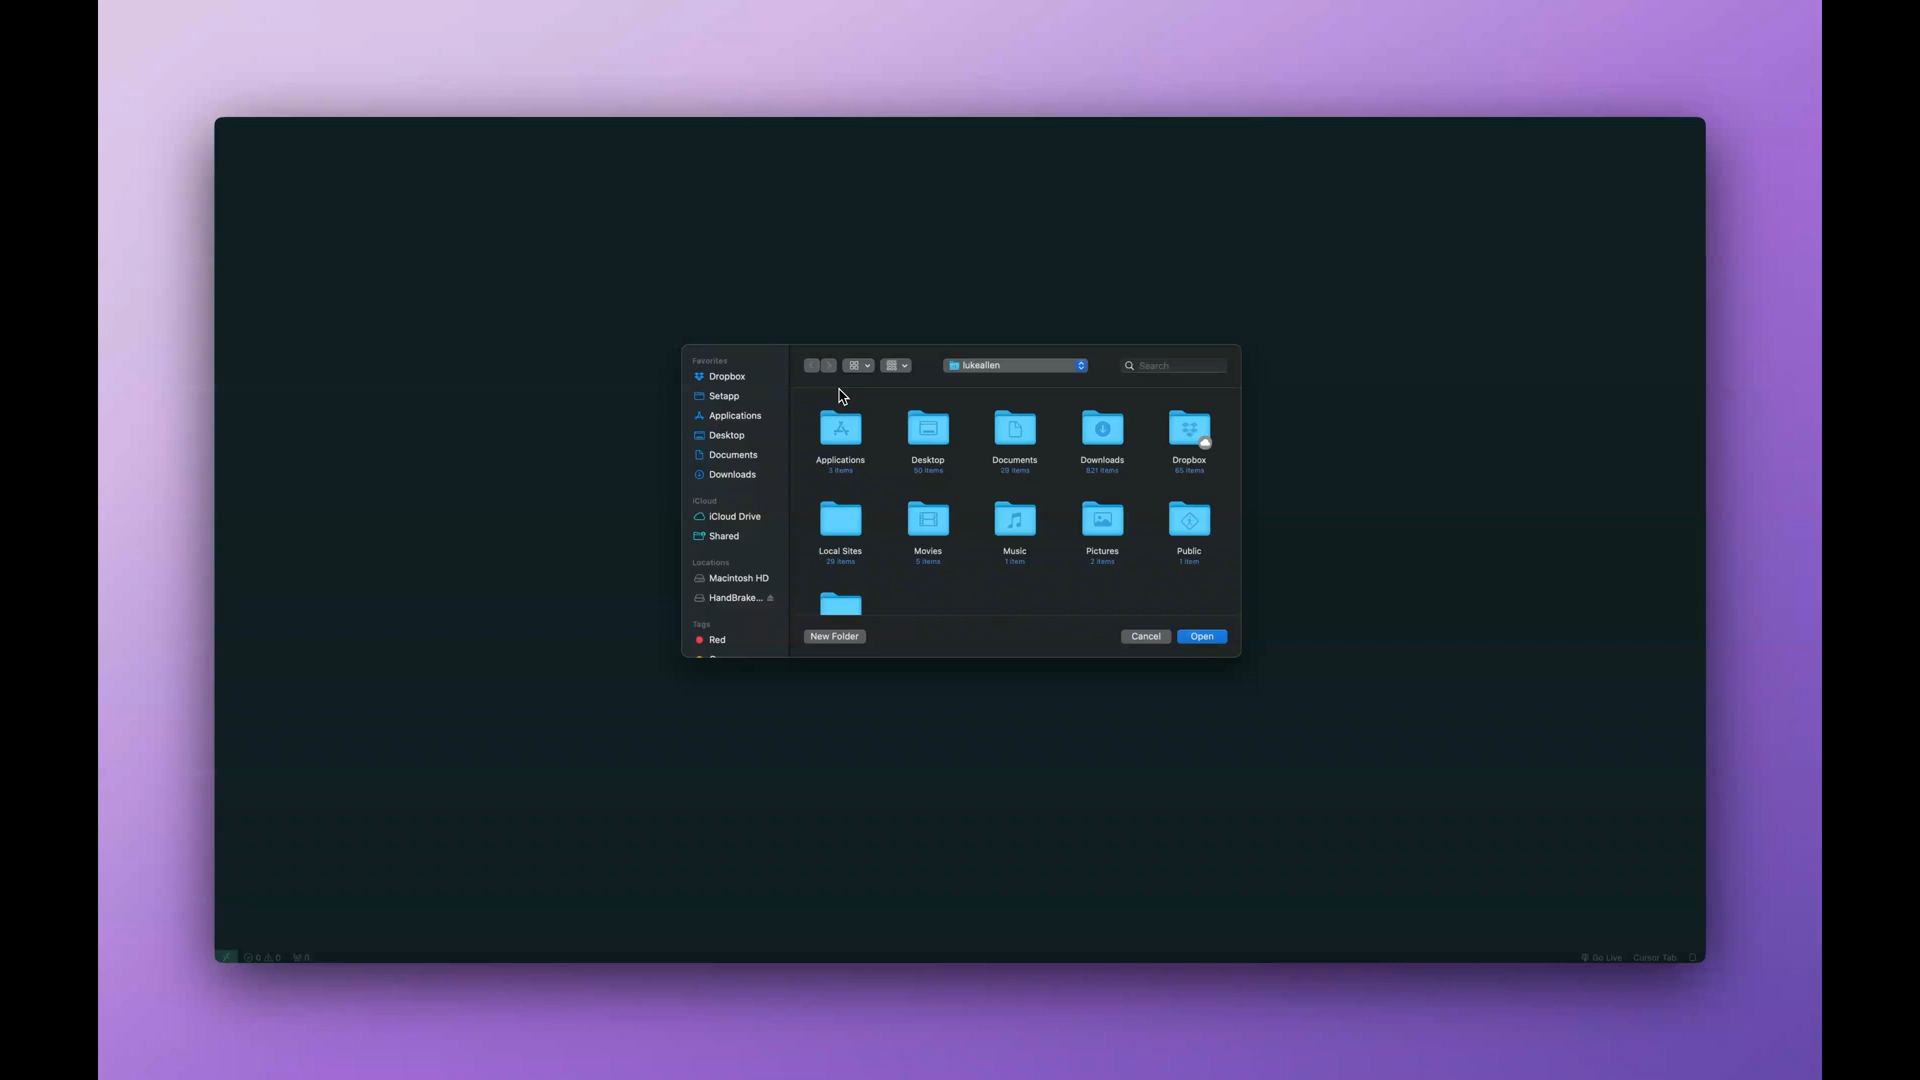 Favorites
Dropbox
Setapp
Applications
Desktop
Documents
Downloads
iCloud
iCloud Drive
Shared
Locations
Macintosh HD
HandBrake...
Tags
Red
lukeallen
Search
Applications
3 items
Desktop
50 items
Documents
29 items
Downloads
821 items
Dropbox
65 items
Local Sites
29 items
Movies
5 items
Music
1 item
Pictures
2 items
Public
1 item
New Folder
Cancel
Open
0 0
0
Go Live
Cursor Tab